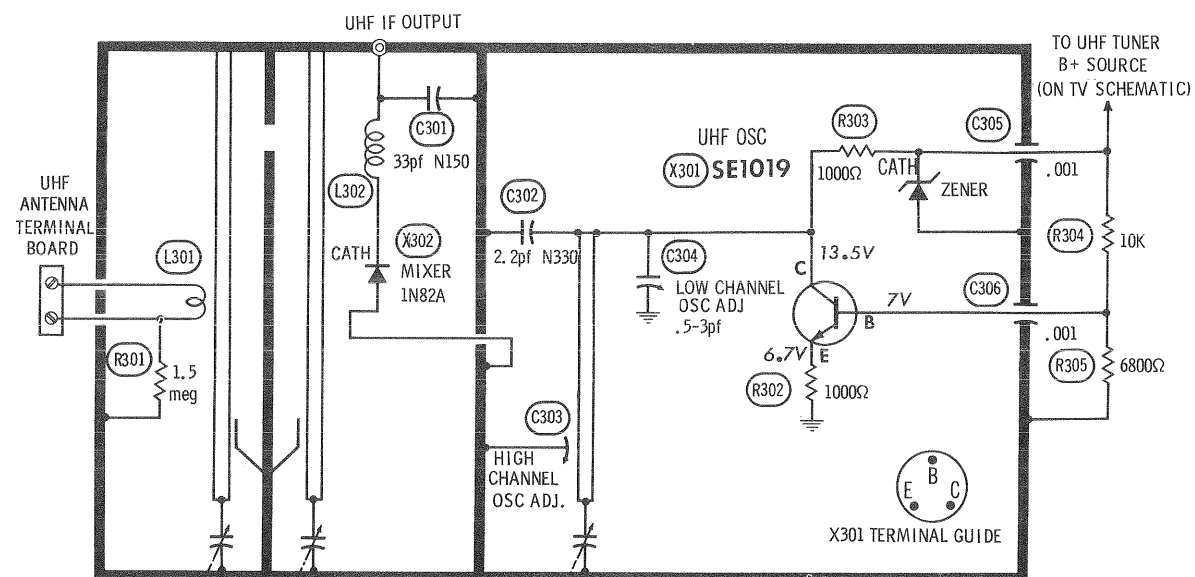 UHF IF OUTPUT
TO UHF TUNER
B+ SOURCE
(ON TV SCHEMATIC)
C301
33pf N150
L302
UHF OSC
X301 SE1019
R303
1000Ω
CATH
ZENER
C305
.001
UHF
ANTENNA
TERMINAL
BOARD
L301
R301
1.5
meg
CATH
X302
MIXER
1N82A
C302
2.2pf N330
C304
LOW CHANNEL
OSC ADJ
.5-3pf
C303
HIGH
CHANNEL
OSC ADJ.
13.5V
C
B
7V
6.7V
E
R302
1000Ω
R304
10K
C306
.001
R305
6800Ω
B
E
C
X301 TERMINAL GUIDE